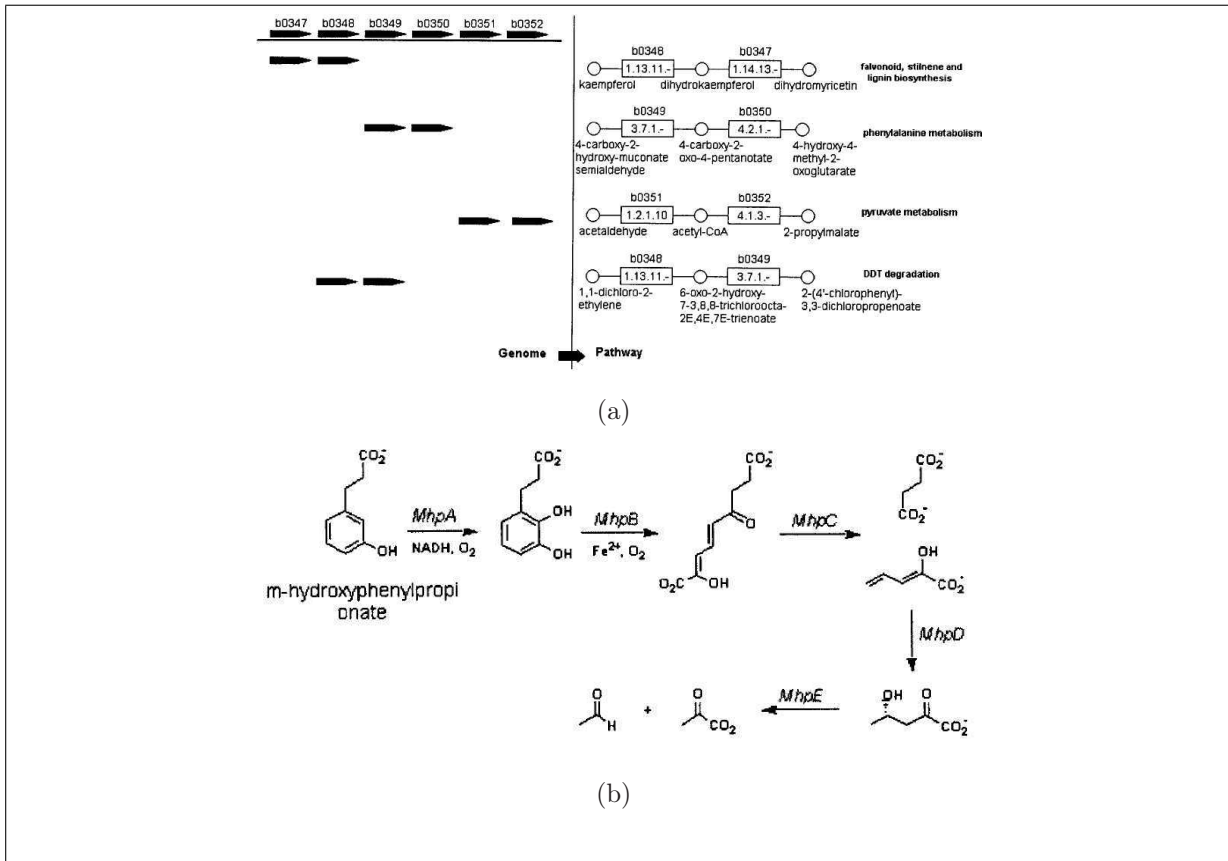 b0347 b0348 b0349 b0350 b0351 b0352
b0348 b0347
1.13.11.- 1.14.13.-
kaempferol dihydrokaempferol dihydromyricetin
falvonoid, stilnene and
lignin biosynthesis
b0349 b0350
3.7.1.- 4.2.1.-
4-carboxy-2-
hydroxy-muconate
semialdehyde
4-carboxy-2-
oxo-4-pentanotate
4-hydroxy-4-
methyl-2-
oxoglutarate
phenylalanine metabolism
b0351 b0352
1.2.1.10 4.1.3.-
acetaldehyde acetyl-CoA 2-propylmalate
pyruvate metabolism
b0348 b0349
1.13.11.- 3.7.1.-
1,1-dichloro-2-
ethylene
6-oxo-2-hydroxy-
7-3,8,8-trichloroocta-
2E,4E,7E-trienoate
2-(4'-chlorophenyl)-
3,3-dichloropropenoate
DDT degradation
Genome Pathway
(a)
CO2-
OH
m-hydroxyphenylpropi
onate
MhpA
NADH, O2
CO2-
OH
OH
MhpB
Fe2+, O2
CO2-
O
O2C
OH
MhpC
CO2-
CO2-
OH
CO2-
MhpD
OH O
CO2-
MhpE
O
H
+
O
CO2-
(b)